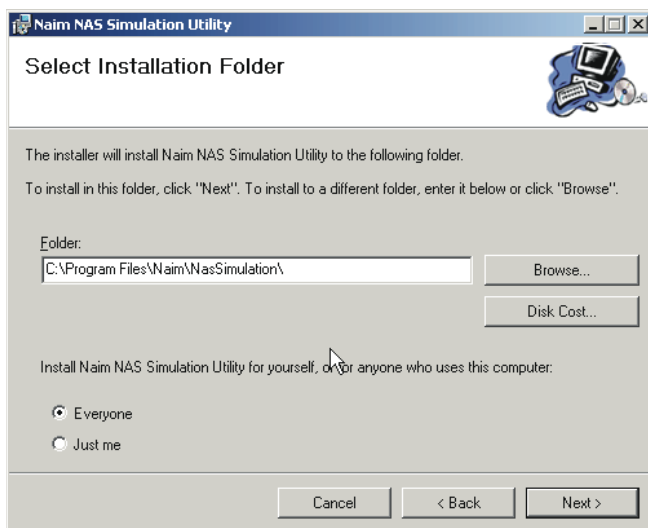 Naim NAS Simulation Utility
Select Installation Folder
The installer will install Naim NAS Simulation Utility to the following folder.
To install in this folder, click "Next". To install to a different folder, enter it below or click "Browse".
Folder:
C:\Program Files\Naim\NasSimulation\
Browse...
Disk Cost...
Install Naim NAS Simulation Utility for yourself, or for anyone who uses this computer:
Everyone
Just me
Cancel
< Back
Next >